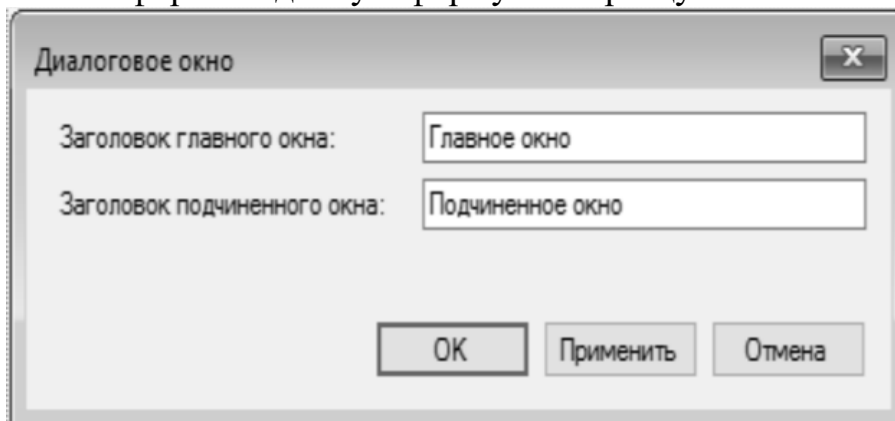 Диалоговое окно
Заголовок главного окна: Главное окно
Заголовок подчиненного окна: Подчиненное окно
OK Применить Отмена